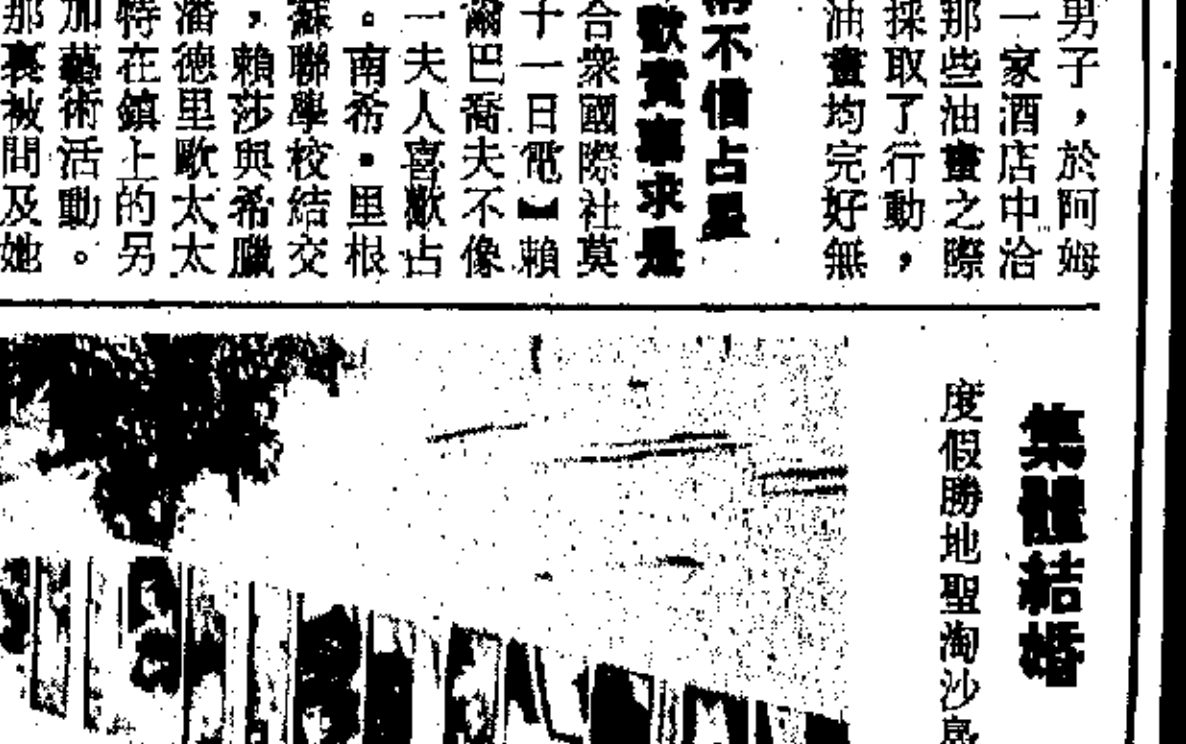 男子，於阿姆
一家酒店中洽
那些油畫之際
採取了行動，
油畫均完好無
不信占星
歡賣 求是
合衆國際社莫
十一日電】賴
爾巴喬夫不像
一夫人喜歡占
。南希・里根
蘇聯學校結交
，賴莎與希臘
潘德里歐太太
特在鎮上的另
加藝術活動。
那裏被問及她
集體結婚
度假勝地聖淘沙島